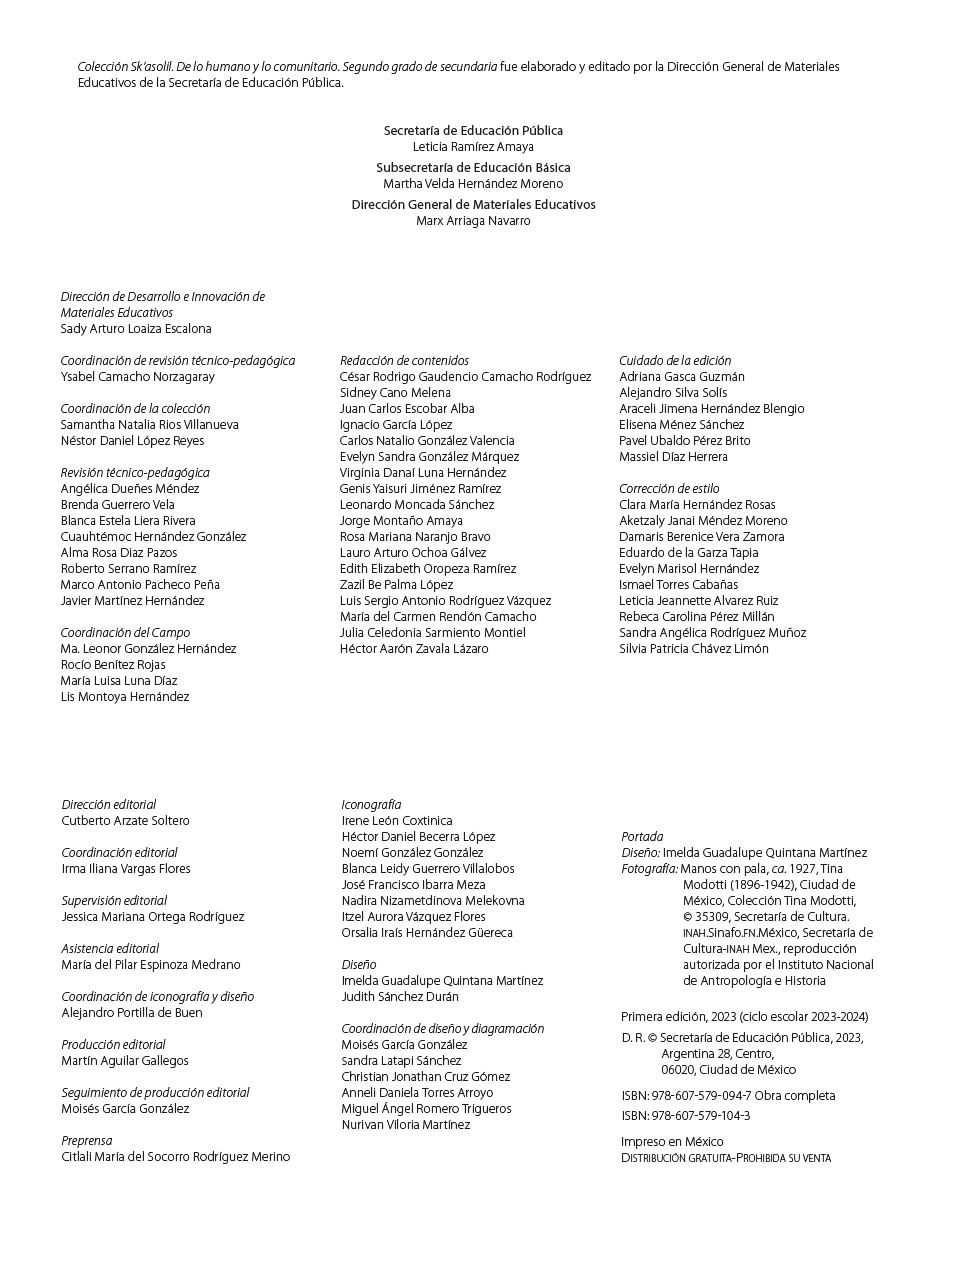 Colección Sk’asolil. De lo humano y lo comunitario. Segundo grado de secundaria fue elaborado y editado por la Dirección General de Materiales
Educativos de la Secretaría de Educación Pública.
Secretaría de Educación Pública
Leticia Ramírez Amaya
Subsecretaría de Educación Básica
Martha Velda Hernández Moreno
Dirección General de Materiales Educativos
Marx Arriaga Navarro
Dirección de Desarrollo e Innovación de
Materiales Educativos
Sady Arturo Loaiza Escalona
Coordinación de revisión técnico-pedagógica
Ysabel Camacho Norzagaray
Coordinación de la colección
Samantha Natalia Rios Villanueva
Néstor Daniel López Reyes
Revisión técnico-pedagógica
Angélica Dueñes Méndez
Brenda Guerrero Vela
Blanca Estela Liera Rivera
Cuauhtémoc Hernández González
Alma Rosa Diaz Pazos
Roberto Serrano Ramírez
Marco Antonio Pacheco Peña
Javier Martínez Hernández
Coordinación del Campo
Ma. Leonor González Hernández
Rocío Benítez Rojas
María Luisa Luna Díaz
Lis Montoya Hernández
Redacción de contenidos
César Rodrigo Gaudencio Camacho Rodríguez
Sidney Cano Melena
Juan Carlos Escobar Alba
Ignacio García López
Carlos Natalio González Valencia
Evelyn Sandra González Márquez
Virginia Danaí Luna Hernández
Genis Yaisuri Jiménez Ramírez
Leonardo Moncada Sánchez
Jorge Montaño Amaya
Rosa Mariana Naranjo Bravo
Lauro Arturo Ochoa Gálvez
Edith Elizabeth Oropeza Ramírez
Zazil Be Palma López
Luis Sergio Antonio Rodríguez Vázquez
María del Carmen Rendón Camacho
Julia Celedonia Sarmiento Montiel
Héctor Aarón Zavala Lázaro
Cuidado de la edición
Adriana Gasca Guzmán
Alejandro Silva Solís
Araceli Jimena Hernández Blengio
Elisena Ménez Sánchez
Pavel Ubaldo Pérez Brito
Massiel Díaz Herrera
Corrección de estilo
Clara María Hernández Rosas
Aketzaly Janai Méndez Moreno
Damaris Berenice Vera Zamora
Eduardo de la Garza Tapia
Evelyn Marisol Hernández
Ismael Torres Cabañas
Leticia Jeannette Alvarez Ruiz
Rebeca Carolina Pérez Millán
Sandra Angélica Rodríguez Muñoz
Silvia Patricia Chávez Limón
Dirección editorial
Cutberto Arzate Soltero
Coordinación editorial
Irma Iliana Vargas Flores
Supervisión editorial
Jessica Mariana Ortega Rodríguez
Asistencia editorial
María del Pilar Espinoza Medrano
Coordinación de iconografía y diseño
Alejandro Portilla de Buen
Producción editorial
Martín Aguilar Gallegos
Seguimiento de producción editorial
Moisés García González
Preprensa
Citlali María del Socorro Rodríguez Merino
Iconografía
Irene León Coxtinica
Héctor Daniel Becerra López
Noemí González González
Blanca Leidy Guerrero Villalobos
José Francisco Ibarra Meza
Nadira Nizametdinova Melekovna
Itzel Aurora Vázquez Flores
Orsalia Iraís Hernández Güereca
Diseño
Imelda Guadalupe Quintana Martínez
Judith Sánchez Durán
Coordinación de diseño y diagramación
Moisés García González
Sandra Latapi Sánchez
Christian Jonathan Cruz Gómez
Anneli Daniela Torres Arroyo
Miguel Ángel Romero Trigueros
Nurivan Viloria Martínez
Portada
Diseño: Imelda Guadalupe Quintana Martínez
Fotografía: Manos con pala, ca. 1927, Tina
Modotti (1896-1942), Ciudad de
México, Colección Tina Modotti,
© 35309, Secretaría de Cultura.
INAH.Sinafo.FN.México, Secretaría de
Cultura-INAH Mex., reproducción
autorizada por el Instituto Nacional
de Antropología e Historia
Primera edición, 2023 (ciclo escolar 2023-2024)
D. R. © Secretaría de Educación Pública, 2023,
Argentina 28, Centro,
06020, Ciudad de México
ISBN: 978-607-579-094-7 Obra completa
ISBN: 978-607-579-104-3
Impreso en México
DISTRIBUCIÓN GRATUITA-PROHIBIDA SU VENTA